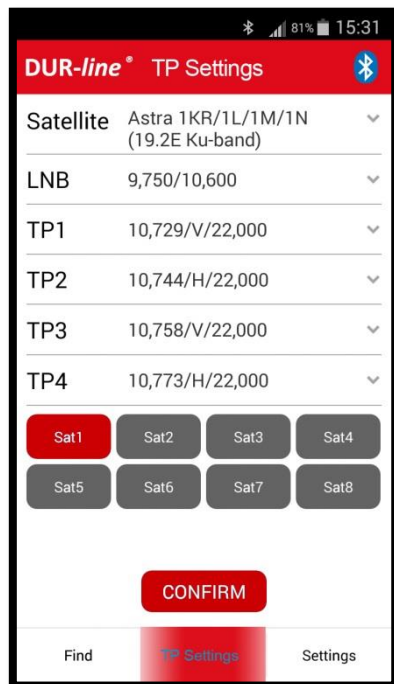 81% 15:31
DUR-line® TP Settings
Satellite Astra 1KR/1L/1M/1N
(19.2E Ku-band)
LNB 9,750/10,600
TP1 10,729/V/22,000
TP2 10,744/H/22,000
TP3 10,758/V/22,000
TP4 10,773/H/22,000
Sat1 Sat2 Sat3 Sat4
Sat5 Sat6 Sat7 Sat8
CONFIRM
Find TP Settings Settings